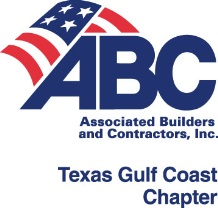 ABC
Associated Builders
and Contractors, Inc.
Texas Gulf Coast
Chapter